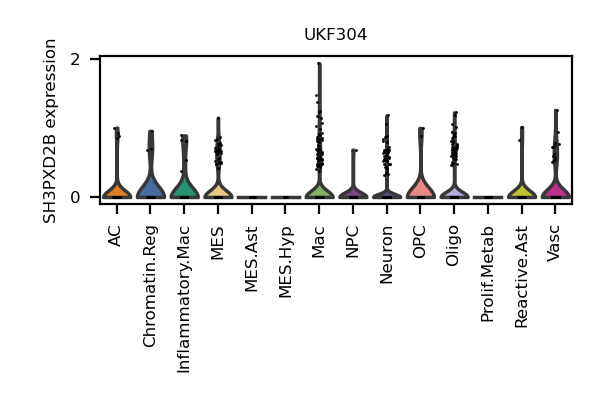 UKF304
SH3PXD2B expression
2
0
AC
Chromatin.Reg
Inflammatory.Mac
MES
MES.Ast
MES.Hyp
Mac
NPC
Neuron
OPC
Oligo
Prolif.Metab
Reactive.Ast
Vasc